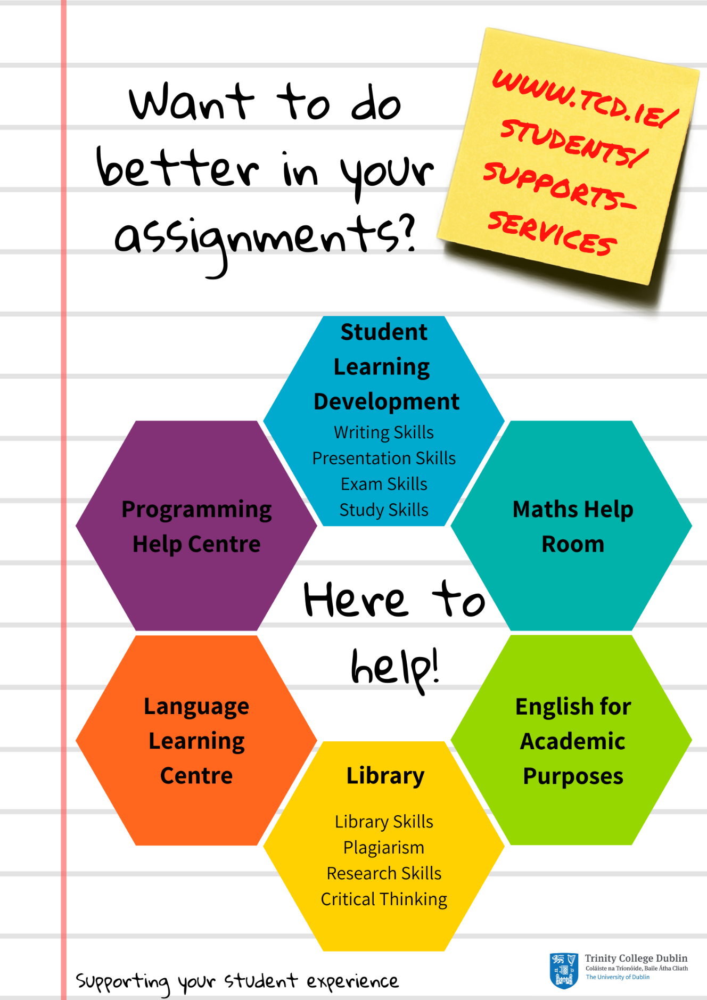 Want to do
better in your
assignments?
WWW.TCD.IE/
STUDENTS/
SUPPORTS-
SERVICES
Student
Learning
Development
Writing Skills
Presentation Skills
Exam Skills
Study Skills
Programming
Help Centre
Maths Help
Room
Here to
help!
Language
Learning
Centre
English for
Academic
Purposes
Library
Library Skills
Plagiarism
Research Skills
Critical Thinking
Supporting your student experience
Trinity College Dublin
Coláiste na Tríonóide, Baile Átha Cliath
The University of Dublin